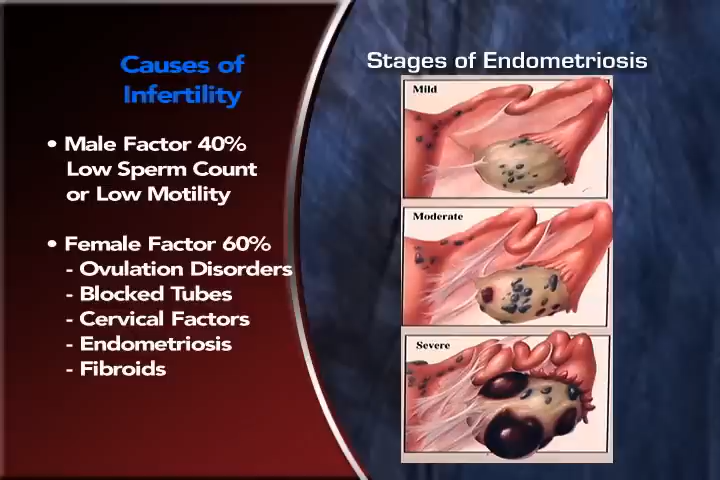 Causes of
Infertility
• Male Factor 40%
Low Sperm Count
or Low Motility
• Female Factor 60%
- Ovulation Disorders
- Blocked Tubes
- Cervical Factors
- Endometriosis
- Fibroids
Stages of Endometriosis
Mild
Moderate
Severe